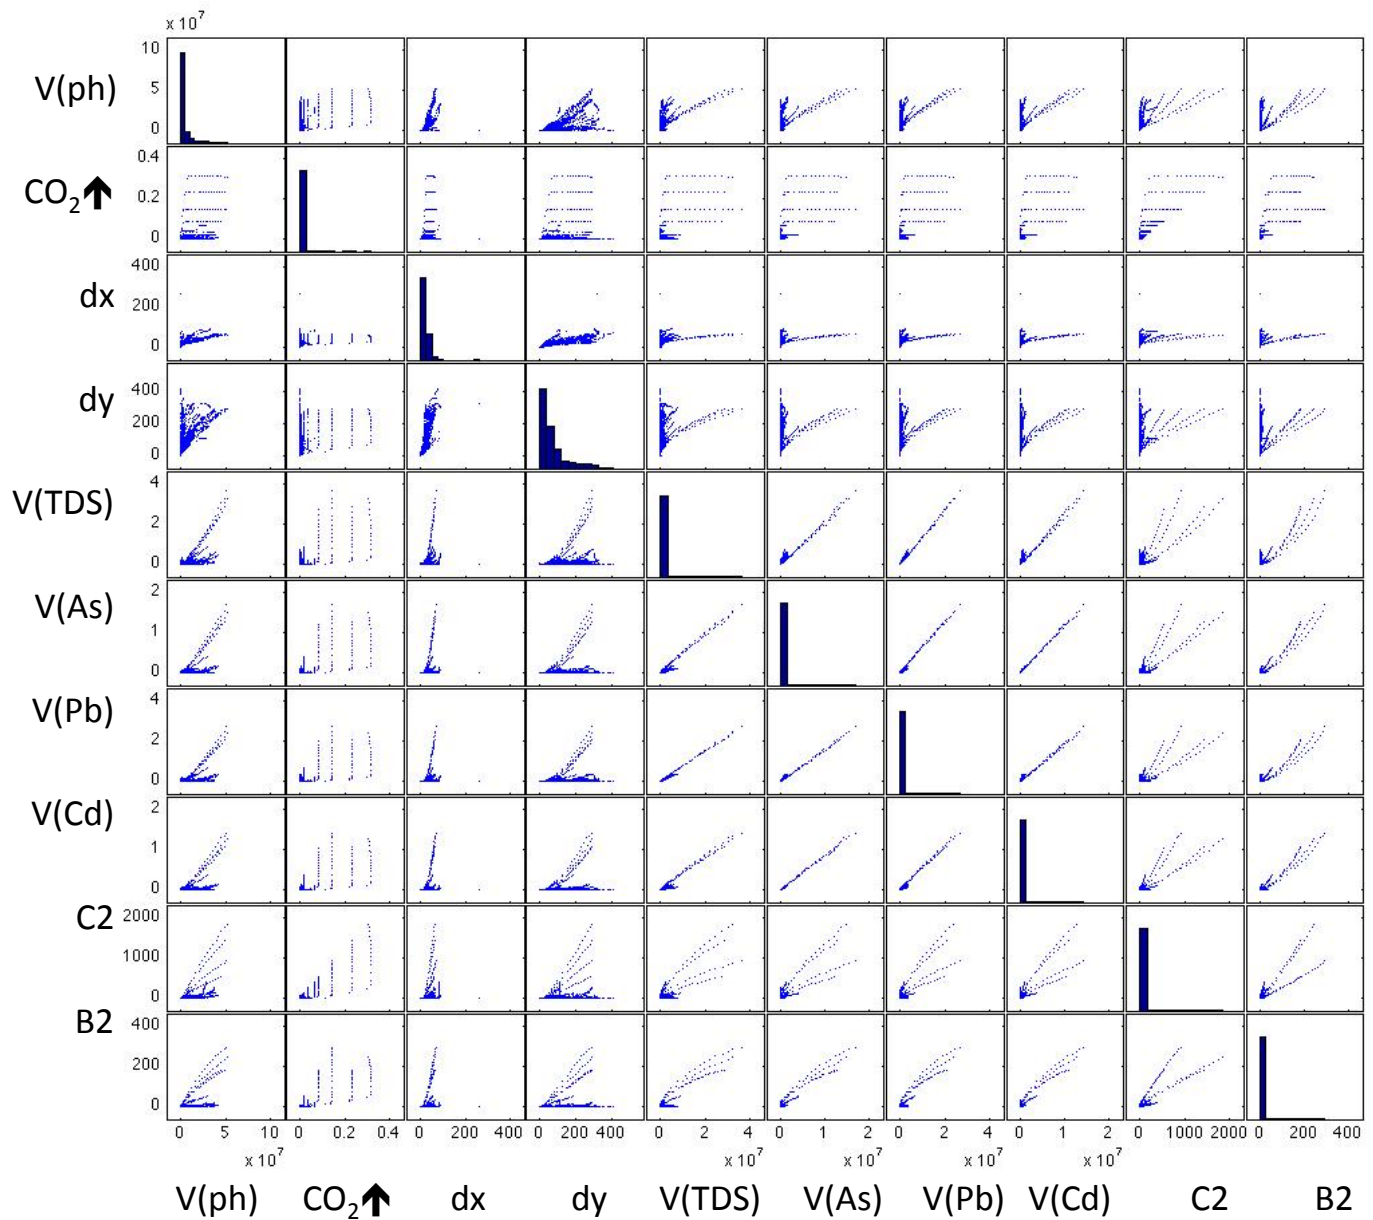 x 10^7
V(ph)
10
5
0
CO₂↑
0.4
0.2
0
dx
400
200
0
dy
400
200
0
V(TDS)
4
2
0
V(As)
2
1
0
V(Pb)
4
2
0
V(Cd)
2
1
0
C2
2000
1000
0
B2
400
200
0
0 5 10 0 0.2 0.4 0 200 400 0 200 400 0 2 4 0 1 2 0 2 4 0 1 2 0 1000 2000 0 200 400
x 10^7 x 10^7 x 10^7 x 10^7 x 10^7
V(ph) CO₂↑ dx dy V(TDS) V(As) V(Pb) V(Cd) C2 B2